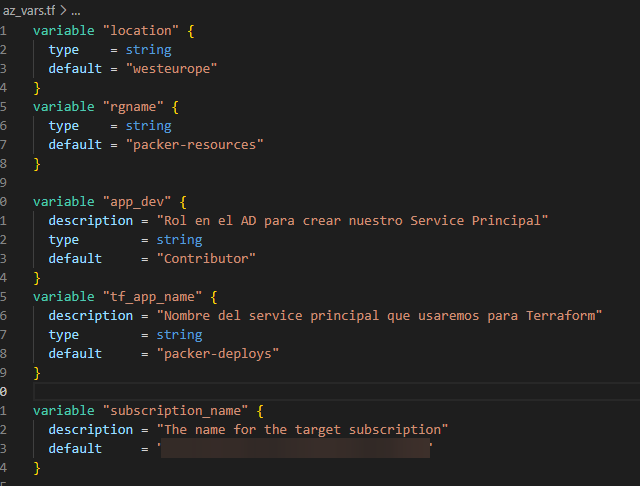 az_vars.tf > ...
1 variable "location" {
2 type = string
3 default = "westeurope"
4 }
5 variable "rgname" {
6 type = string
7 default = "packer-resources"
8 }
9
0 variable "app_dev" {
1 description = "Rol en el AD para crear nuestro Service Principal"
2 type = string
3 default = "Contributor"
4 }
5 variable "tf_app_name" {
6 description = "Nombre del service principal que usaremos para Terraform"
7 type = string
8 default = "packer-deploys"
9 }
0
1 variable "subscription_name" {
2 description = "The name for the target subscription"
3 default = "
4 }